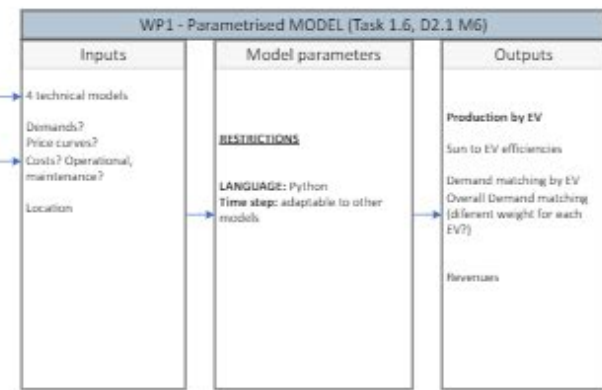 WP1 - Parametrised MODEL (Task 1.6, D2.1 M6)
Inputs
4 technical models
Demands?
Price curves?
Costs? Operational,
maintenance?
Location
Model parameters
RESTRICTIONS
LANGUAGE: Python
Time step: adaptable to other
models
Outputs
Production by EV
Sun to EV efficiencies
Demand matching by EV
Overall Demand matching
(diferent weight for each
EV?)
Revenues